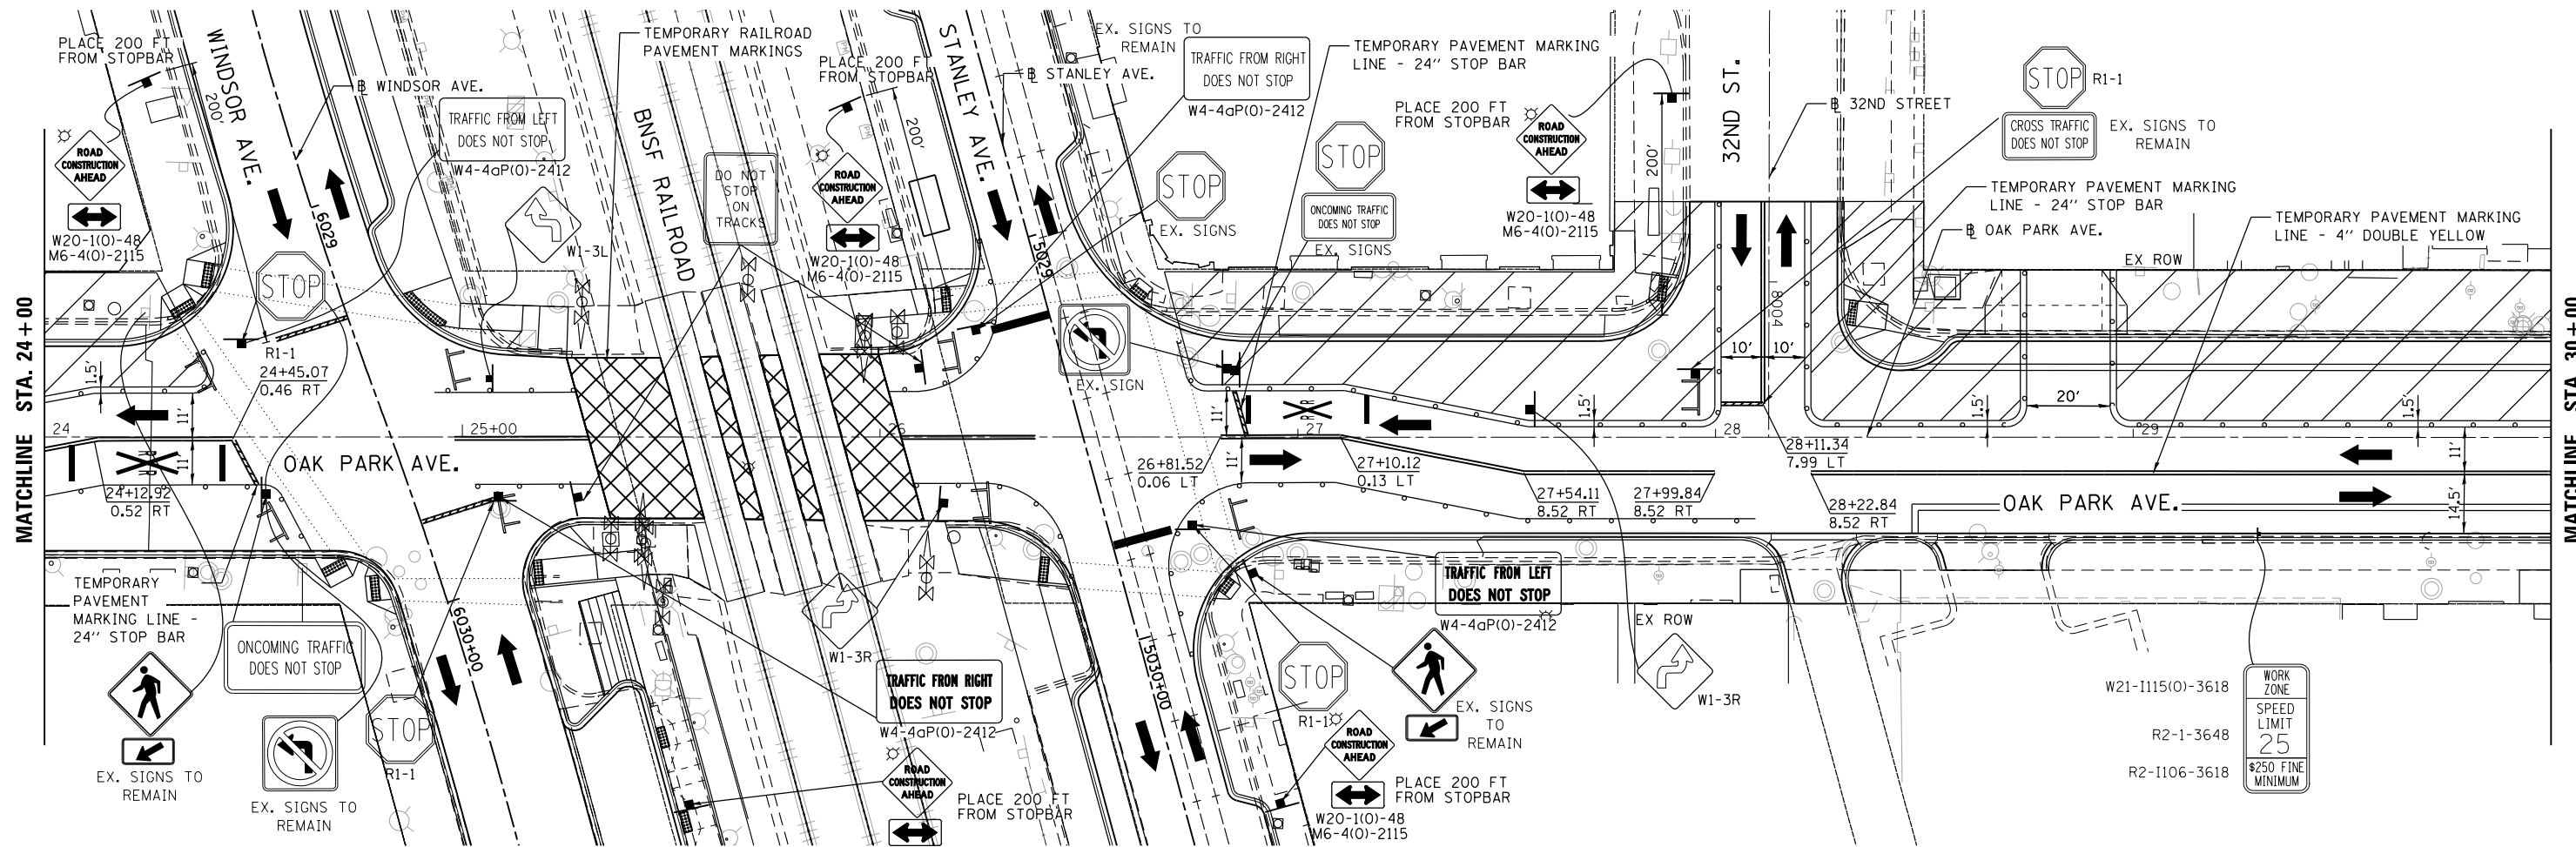 PLACE 200 FT
FROM STOPBAR
WINDSOR AVE.
200'
℄ WINDSOR AVE.
TEMPORARY RAILROAD
PAVEMENT MARKINGS
PLACE 200 FT
FROM STOPBAR
200'
STANLEY AVE.
EX. SIGNS TO
REMAIN
℄ STANLEY AVE.
TRAFFIC FROM RIGHT
DOES NOT STOP
W4-4aP(O)-2412
TEMPORARY PAVEMENT MARKING
LINE - 24" STOP BAR
PLACE 200 FT
FROM STOPBAR
200'
32ND ST.
℄ 32ND STREET
STOP
R1-1
CROSS TRAFFIC
DOES NOT STOP
EX. SIGNS TO
REMAIN
TRAFFIC FROM LEFT
DOES NOT STOP
W4-4aP(O)-2412
ROAD
CONSTRUCTION
AHEAD
W20-1(O)-48
M6-4(O)-2115
BNSF RAILROAD
DO NOT
STOP
ON
TRACKS
ROAD
CONSTRUCTION
AHEAD
W20-1(O)-48
M6-4(O)-2115
STOP
EX. SIGNS
STOP
ONCOMING TRAFFIC
DOES NOT STOP
EX. SIGNS
ROAD
CONSTRUCTION
AHEAD
W20-1(O)-48
M6-4(O)-2115
TEMPORARY PAVEMENT MARKING
LINE - 24" STOP BAR
℄ OAK PARK AVE.
TEMPORARY PAVEMENT MARKING
LINE - 4" DOUBLE YELLOW
EX ROW
W1-3L
6029
5029
8004
STOP
R1-1
24+45.07
0.46 RT
EX. SIGN
10'
10'
20'
MATCHLINE STA. 24+00
MATCHLINE STA. 30+00
1.5'
11'
11'
24
25+00
26
27
28
29
1.5'
1.5'
1.5'
11'
14.5'
11'
11'
RR
RR
24+12.92
0.52 RT
OAK PARK AVE.
26+81.52
0.06 LT
27+10.12
0.13 LT
27+54.11
8.52 RT
27+99.84
8.52 RT
28+11.34
7.99 LT
28+22.84
8.52 RT
OAK PARK AVE.
TEMPORARY
PAVEMENT
MARKING LINE -
24" STOP BAR
ONCOMING TRAFFIC
DOES NOT STOP
EX. SIGNS TO
REMAIN
EX. SIGNS TO
REMAIN
STOP
R1-1
6030+00
W1-3R
TRAFFIC FROM RIGHT
DOES NOT STOP
W4-4aP(O)-2412
ROAD
CONSTRUCTION
AHEAD
PLACE 200 FT
FROM STOPBAR
5030+00
TRAFFIC FROM LEFT
DOES NOT STOP
W4-4aP(O)-2412
STOP
R1-1
ROAD
CONSTRUCTION
AHEAD
W20-1(O)-48
M6-4(O)-2115
PLACE 200 FT
FROM STOPBAR
EX. SIGNS
TO
REMAIN
EX ROW
W1-3R
W21-I115(O)-3618
R2-1-3648
R2-I106-3618
WORK
ZONE
SPEED
LIMIT
25
$250 FINE
MINIMUM